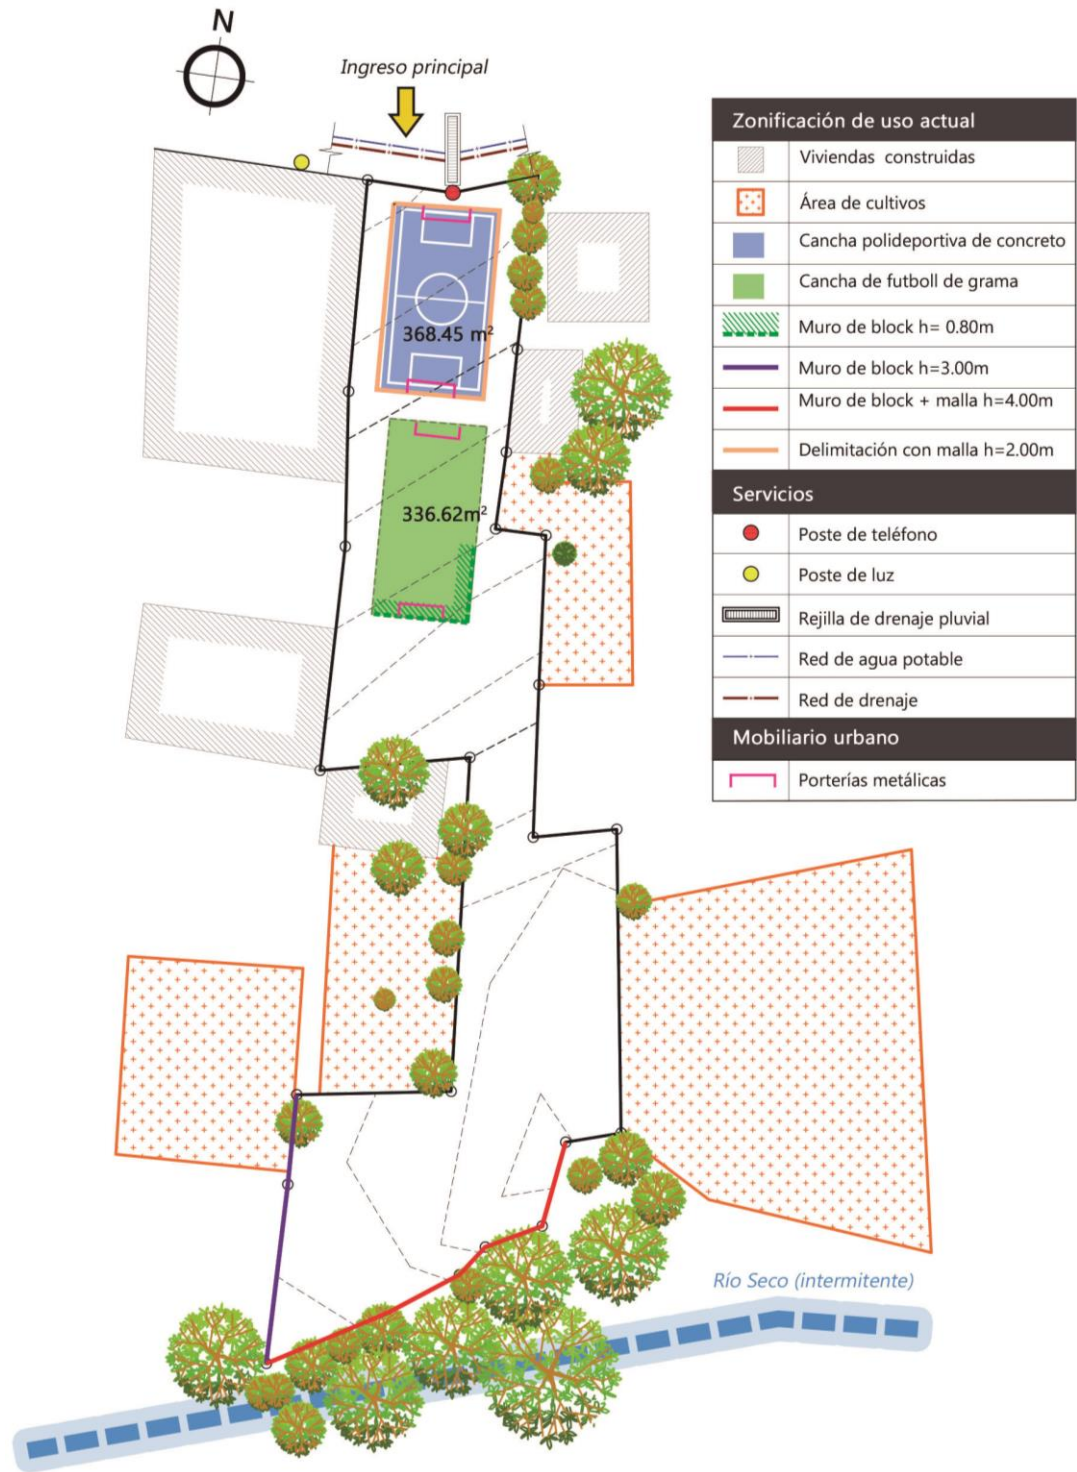 N
Ingreso principal
368.45 m²
336.62m²
Río Seco (intermitente)
Zonificación de uso actual
Viviendas construidas
Área de cultivos
Cancha polideportiva de concreto
Cancha de futboll de grama
Muro de block h= 0.80m
Muro de block h=3.00m
Muro de block + malla h=4.00m
Delimitación con malla h=2.00m
Servicios
Poste de teléfono
Poste de luz
Rejilla de drenaje pluvial
Red de agua potable
Red de drenaje
Mobiliario urbano
Porterías metálicas